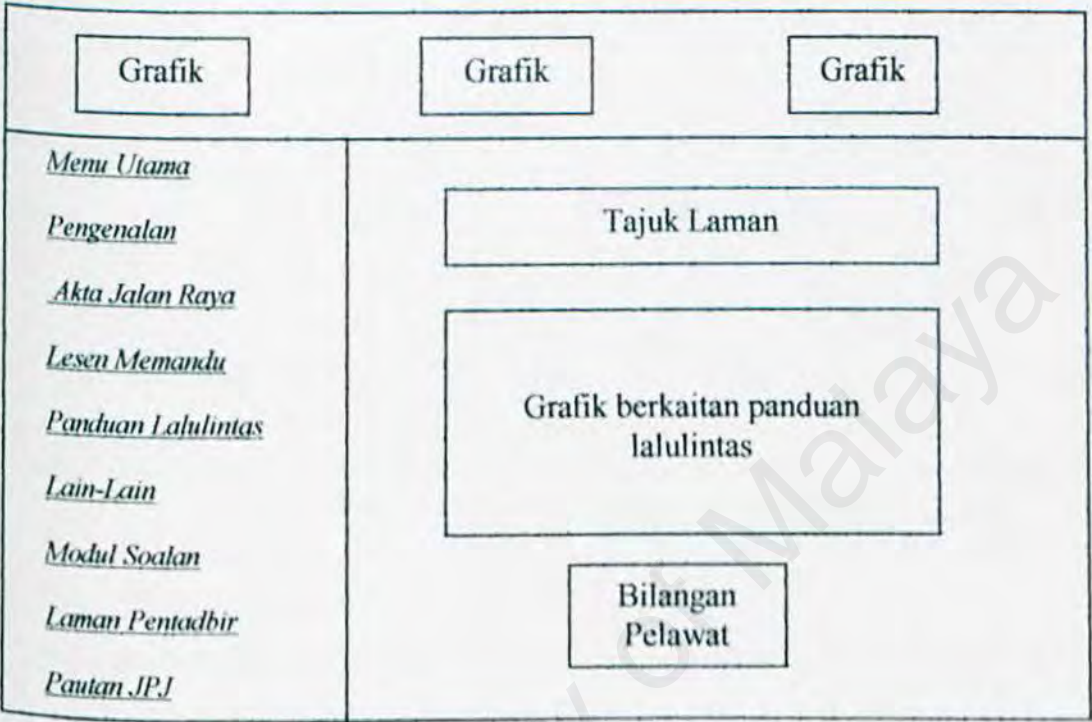 Grafik
Grafik
Grafik
Menu Utama
Pengenalan
Akta Jalan Raya
Lesen Memandu
Panduan Lalulintas
Lain-Lain
Modul Soalan
Laman Pentadbir
Pautan JPJ
Tajuk Laman
Grafik berkaitan panduan
lalulintas
Bilangan
Pelawat
of Malaya